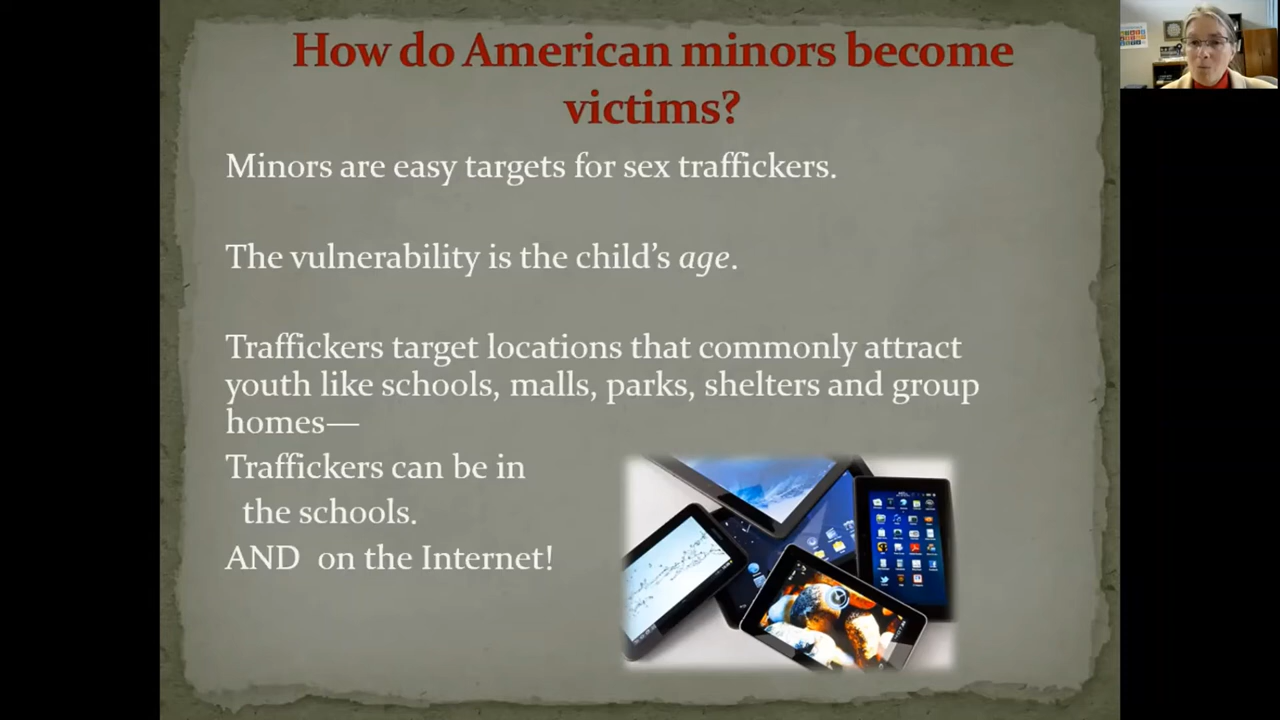 How do American minors become
victims?
Minors are easy targets for sex traffickers.
The vulnerability is the child’s age.
Traffickers target locations that commonly attract
youth like schools, malls, parks, shelters and group
homes—
Traffickers can be in
the schools.
AND on the Internet!